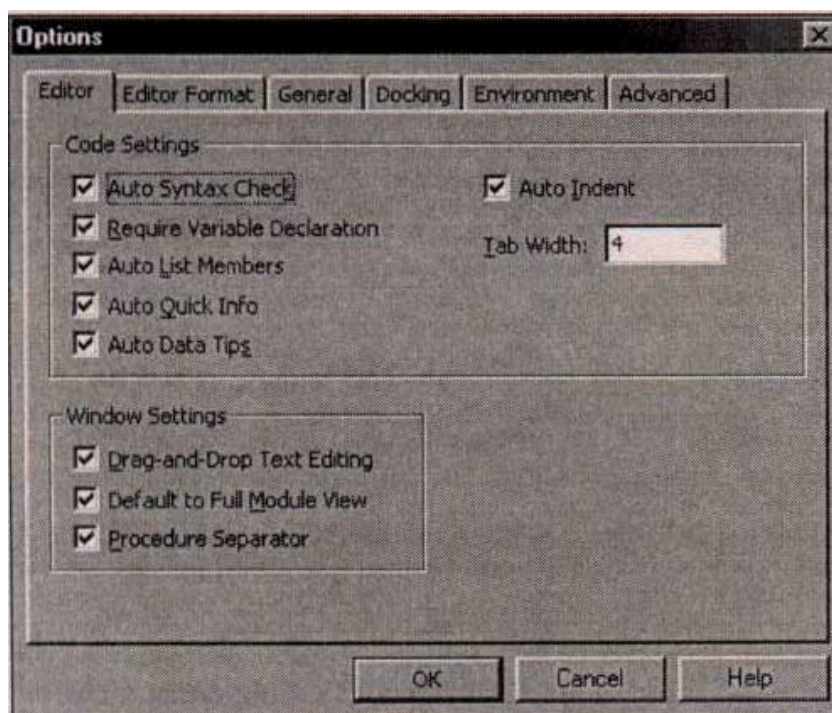 Options
Editor
Editor Format
General
Docking
Environment
Advanced
Code Settings
Auto Syntax Check
Require Variable Declaration
Auto List Members
Auto Quick Info
Auto Data Tips
Auto Indent
Tab Width: 4
Window Settings
Drag-and-Drop Text Editing
Default to Full Module View
Procedure Separator
OK
Cancel
Help